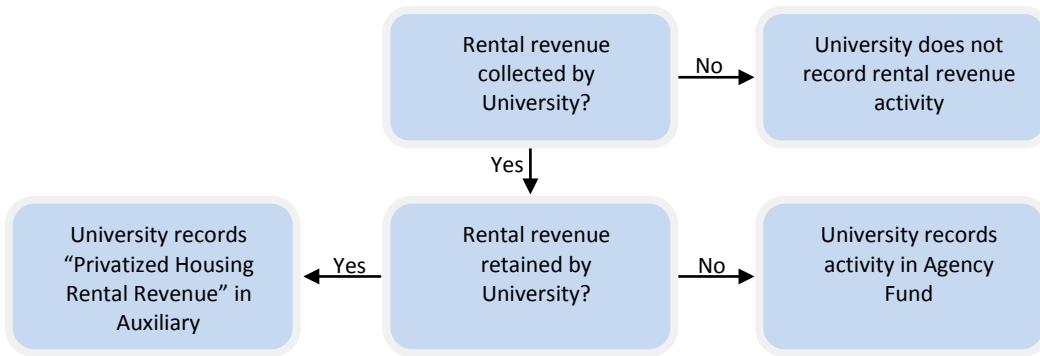 Rental revenue
collected by
University?
No
University does not
record rental revenue
activity
Yes
University records
“Privatized Housing
Rental Revenue” in
Auxiliary
Yes
Rental revenue
retained by
University?
No
University records
activity in Agency
Fund